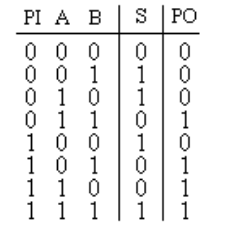 PI A B S PO
0 0 0 0 0
0 0 1 1 0
0 1 0 1 0
0 1 1 0 1
1 0 0 1 0
1 0 1 0 1
1 1 0 0 1
1 1 1 1 1